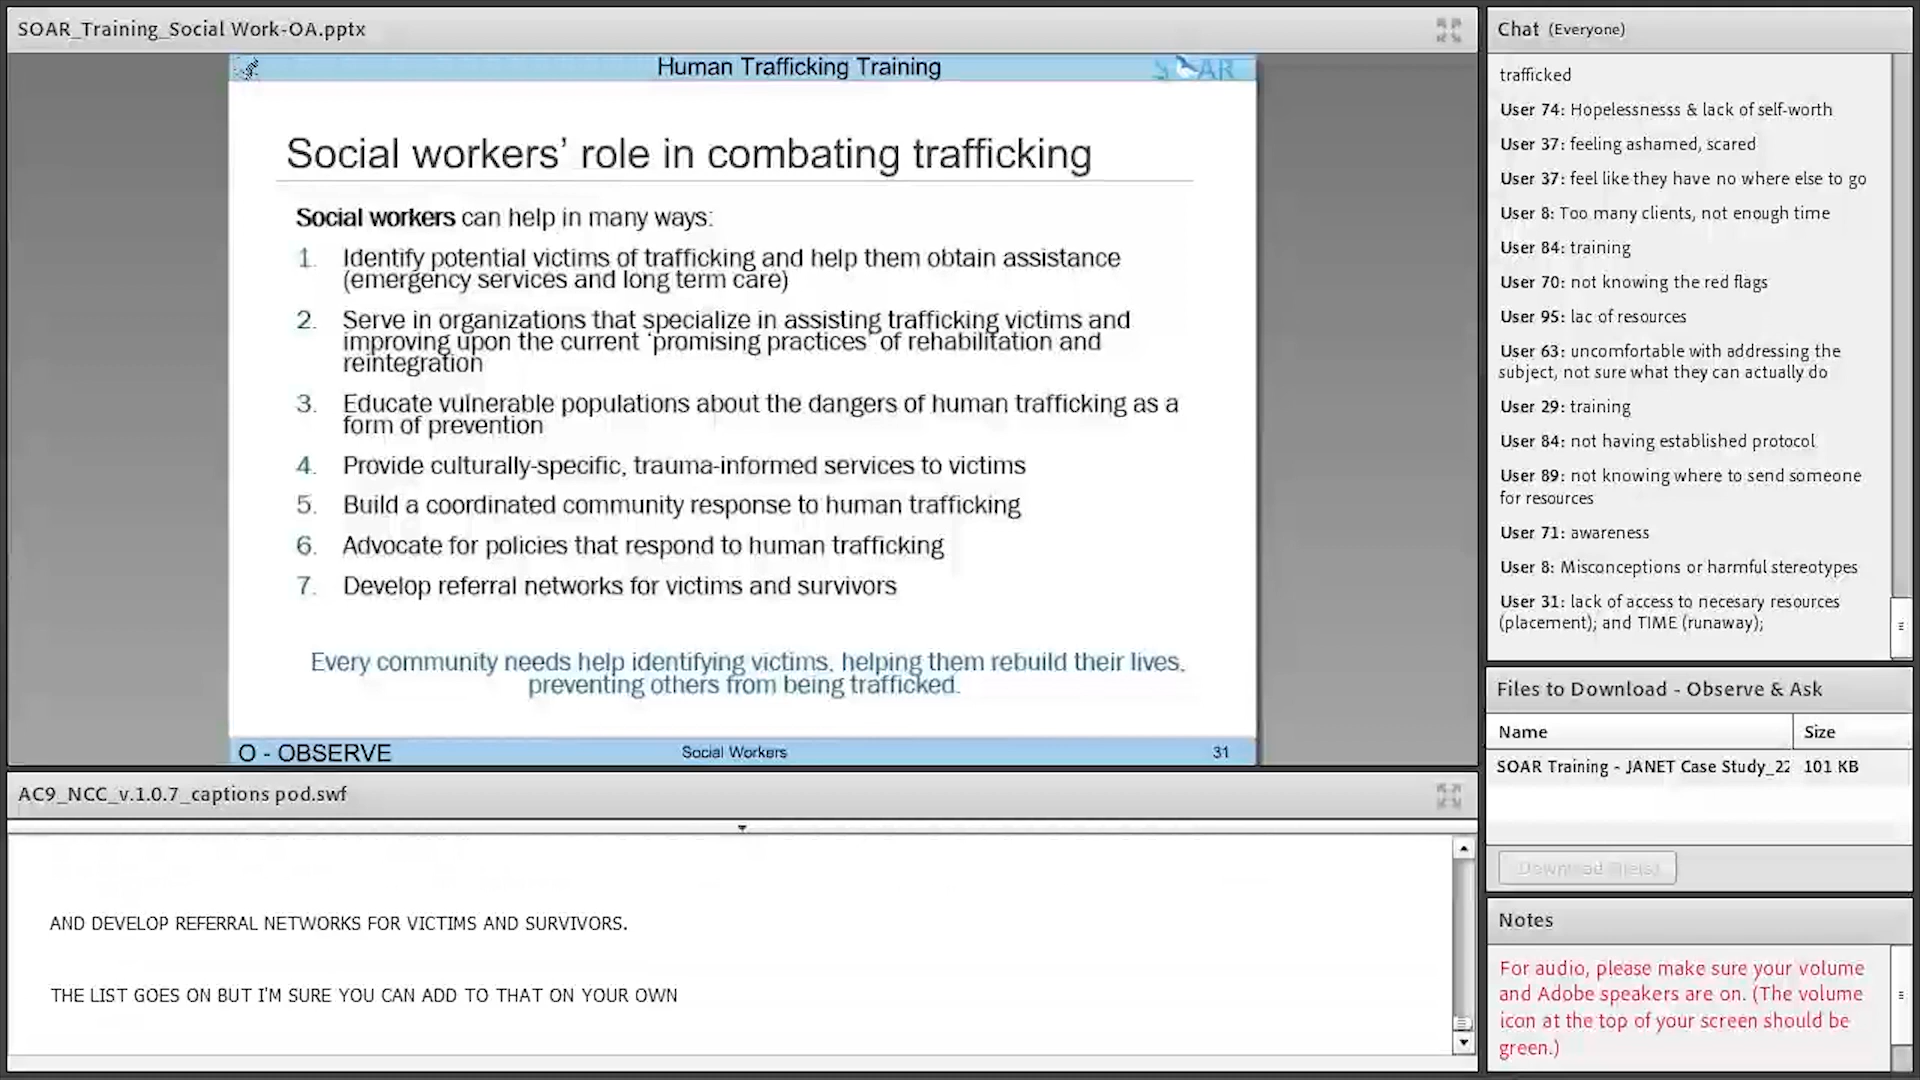 SOAR_Training_Social Work-OA.pptx
Human Trafficking Training
SOAR
Social workers’ role in combating trafficking
Social workers can help in many ways:
1. Identify potential victims of trafficking and help them obtain assistance
(emergency services and long term care)
2. Serve in organizations that specialize in assisting trafficking victims and
improving upon the current ‘promising practices’ of rehabilitation and
reintegration
3. Educate vulnerable populations about the dangers of human trafficking as a
form of prevention
4. Provide culturally-specific, trauma-informed services to victims
5. Build a coordinated community response to human trafficking
6. Advocate for policies that respond to human trafficking
7. Develop referral networks for victims and survivors
Every community needs help identifying victims, helping them rebuild their lives,
preventing others from being trafficked.
O - OBSERVE
Social Workers
31
AC9_NCC_v.1.0.7_captions pod.swf
AND DEVELOP REFERRAL NETWORKS FOR VICTIMS AND SURVIVORS.
THE LIST GOES ON BUT I'M SURE YOU CAN ADD TO THAT ON YOUR OWN
Chat (Everyone)
trafficked
User 74: Hopelessnesss & lack of self-worth
User 37: feeling ashamed, scared
User 37: feel like they have no where else to go
User 8: Too many clients, not enough time
User 84: training
User 70: not knowing the red flags
User 95: lac of resources
User 63: uncomfortable with addressing the
subject, not sure what they can actually do
User 29: training
User 84: not having established protocol
User 89: not knowing where to send someone
for resources
User 71: awareness
User 8: Misconceptions or harmful stereotypes
User 31: lack of access to necesary resources
(placement); and TIME (runaway);
Files to Download - Observe & Ask
Name Size
SOAR Training - JANET Case Study_22 101 KB
Download File(s)
Notes
For audio, please make sure your volume
and Adobe speakers are on. (The volume
icon at the top of your screen should be
green.)